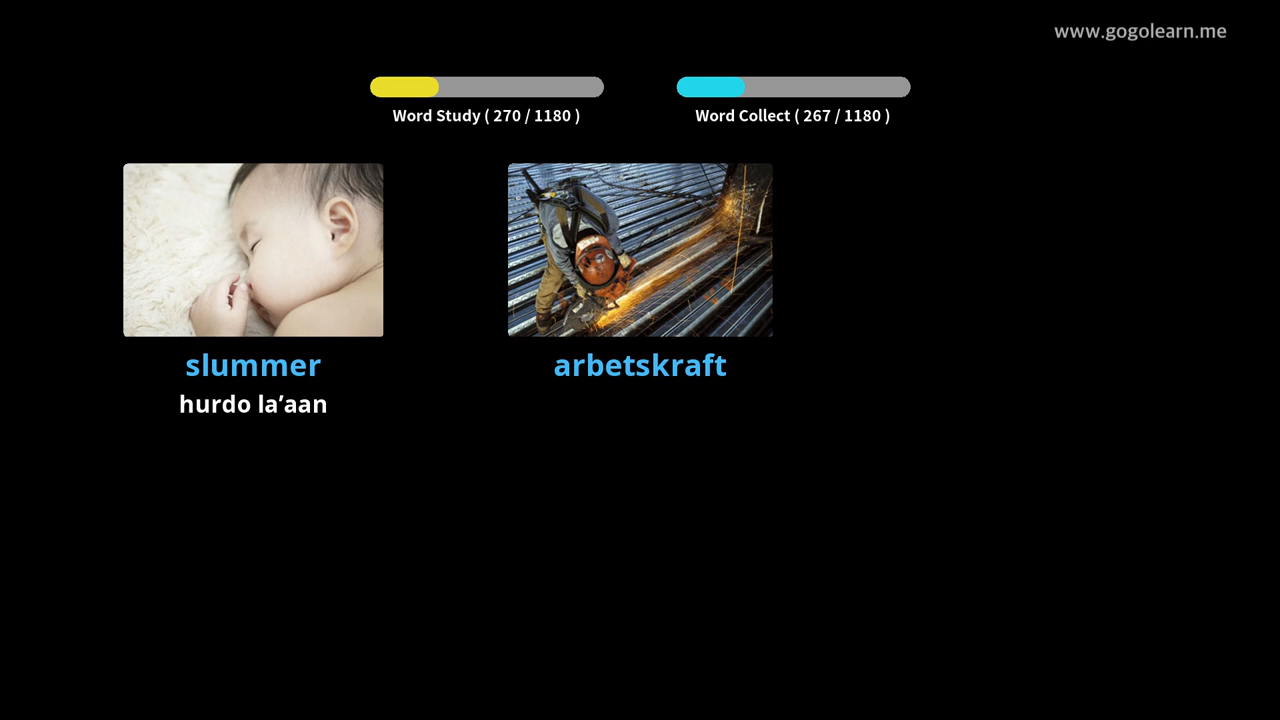 www.gogolearn.me
Word Study ( 270 / 1180 )
Word Collect ( 267 / 1180 )
slummer
hurdo la’aan
arbetskraft